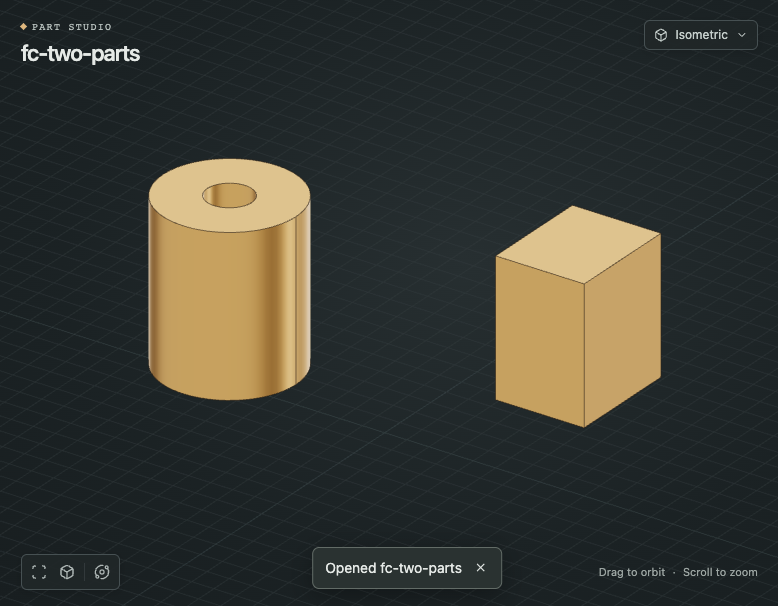 PART STUDIO
fc-two-parts
Isometric
Opened fc-two-parts
Drag to orbit · Scroll to zoom